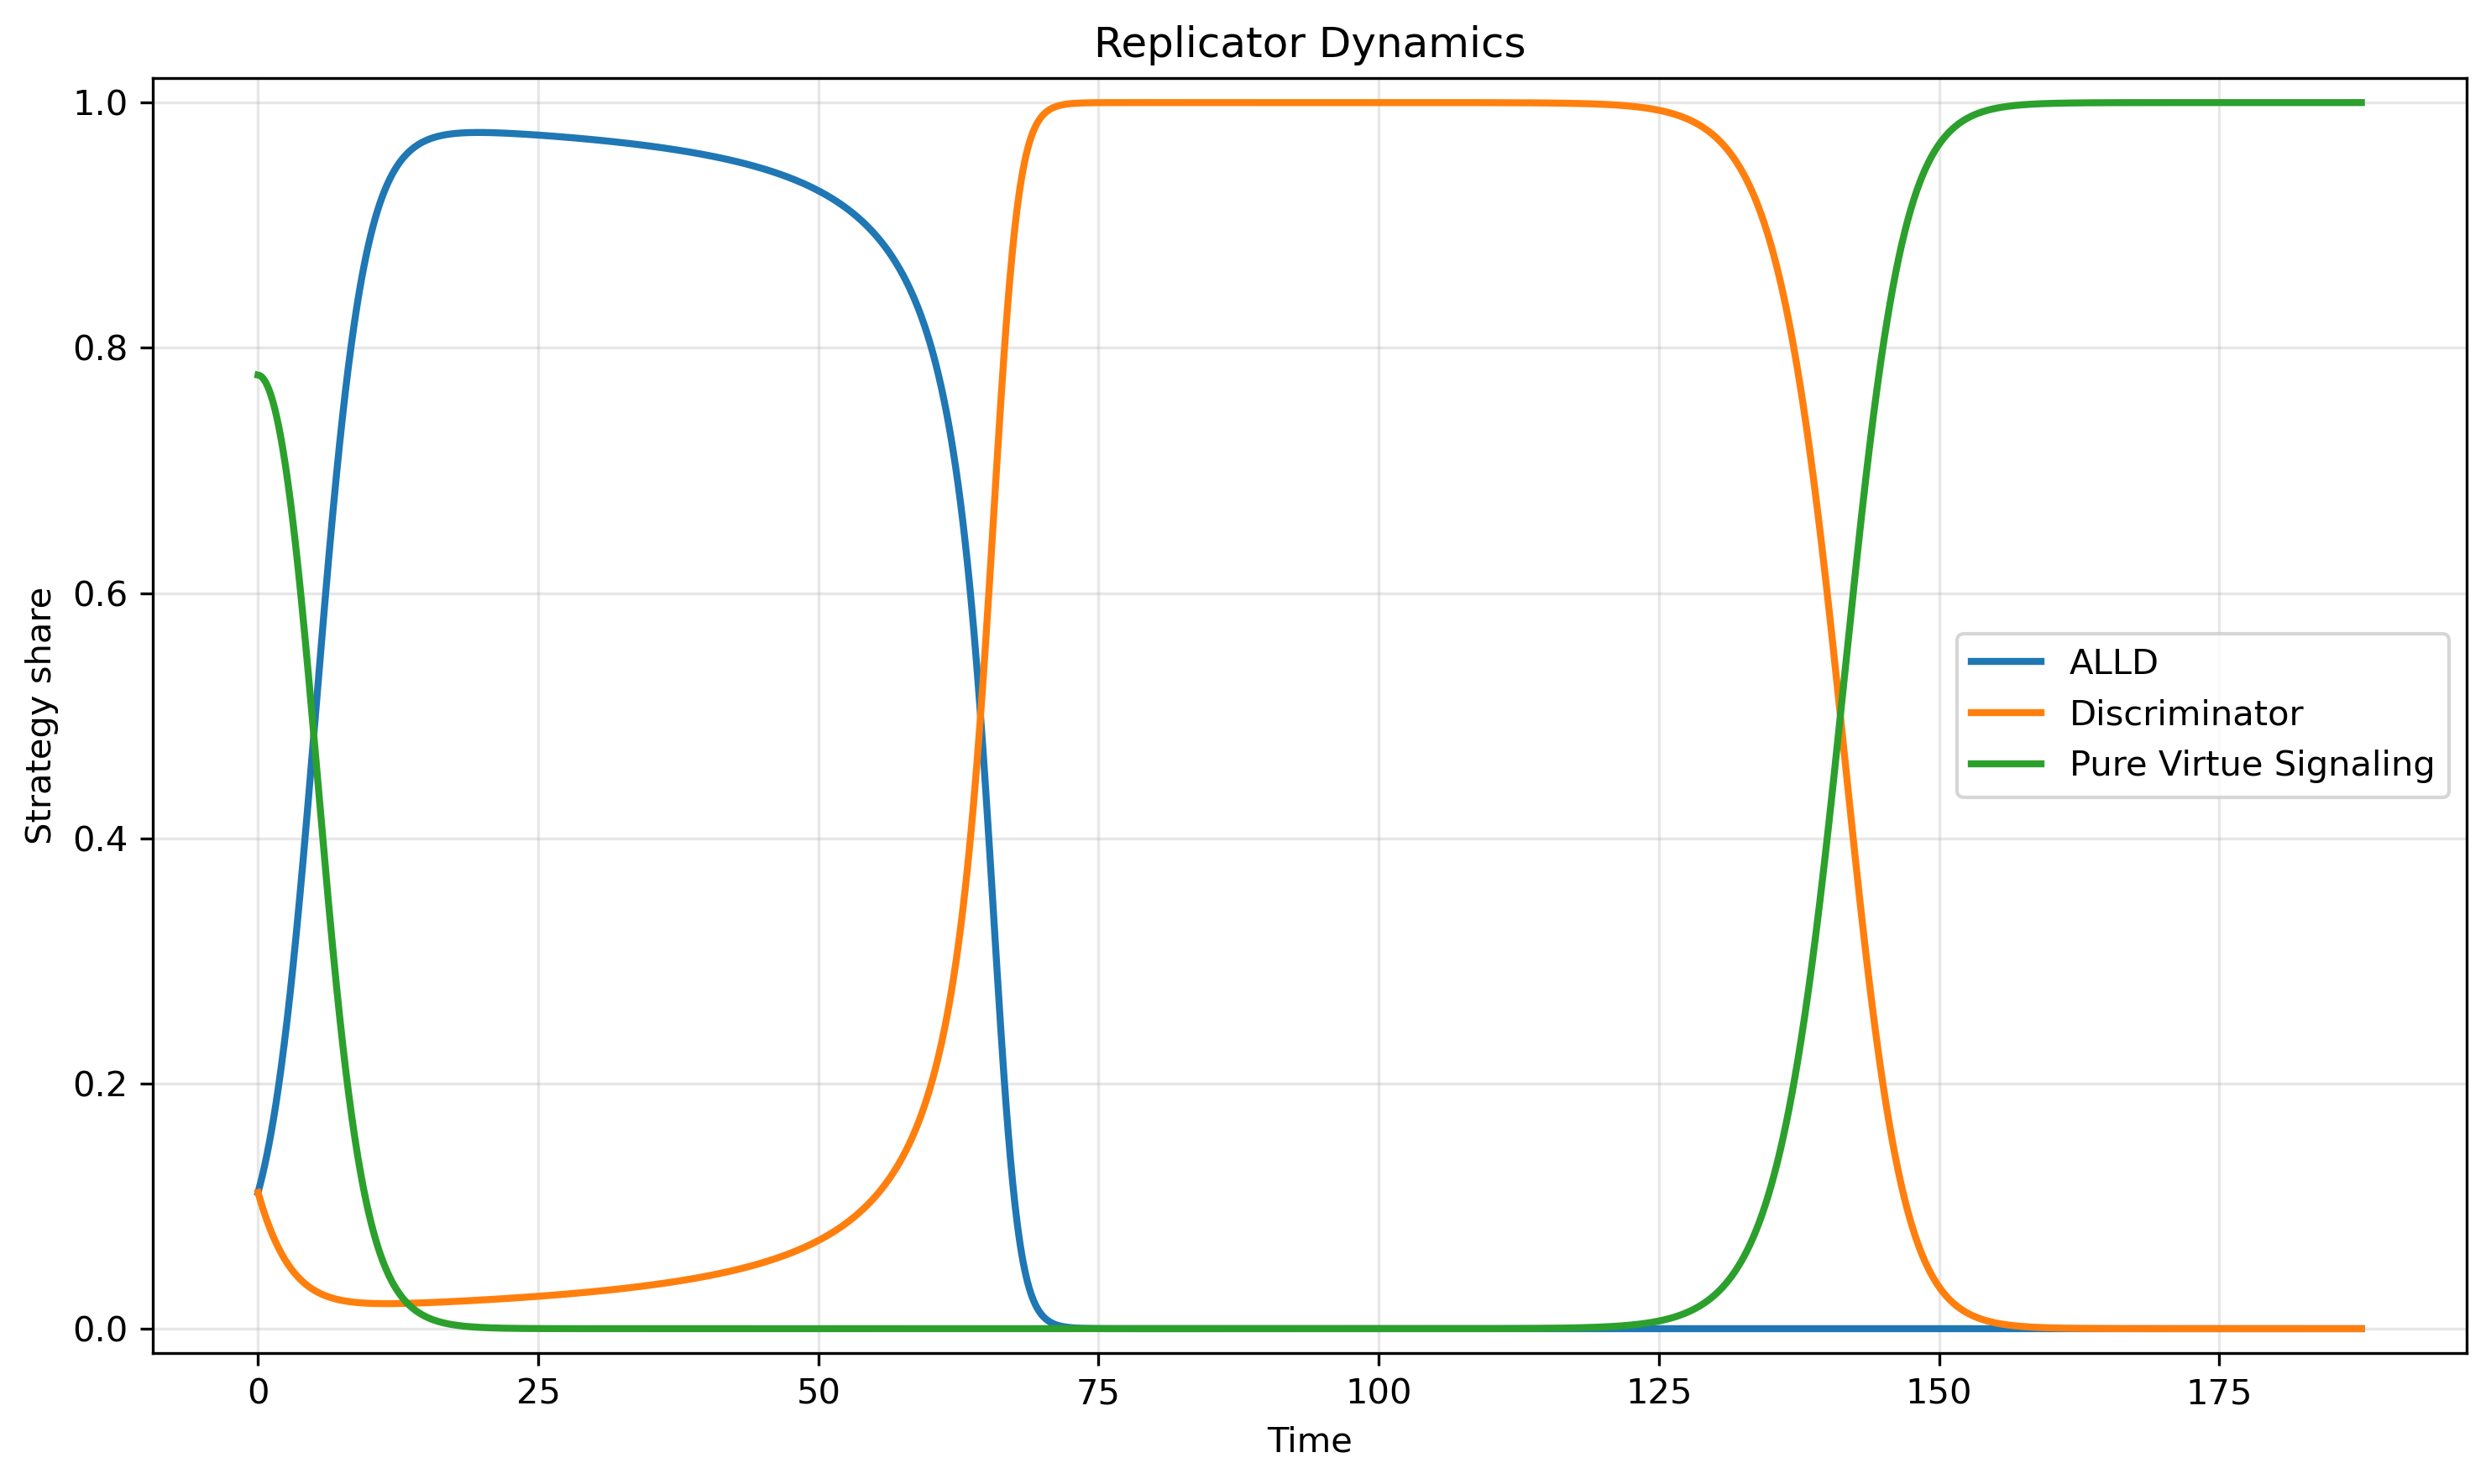 Replicator Dynamics
Strategy share
1.0
0.8
0.6
0.4
0.2
0.0
ALLD
Discriminator
Pure Virtue Signaling
0 25 50 75 100 125 150 175
Time